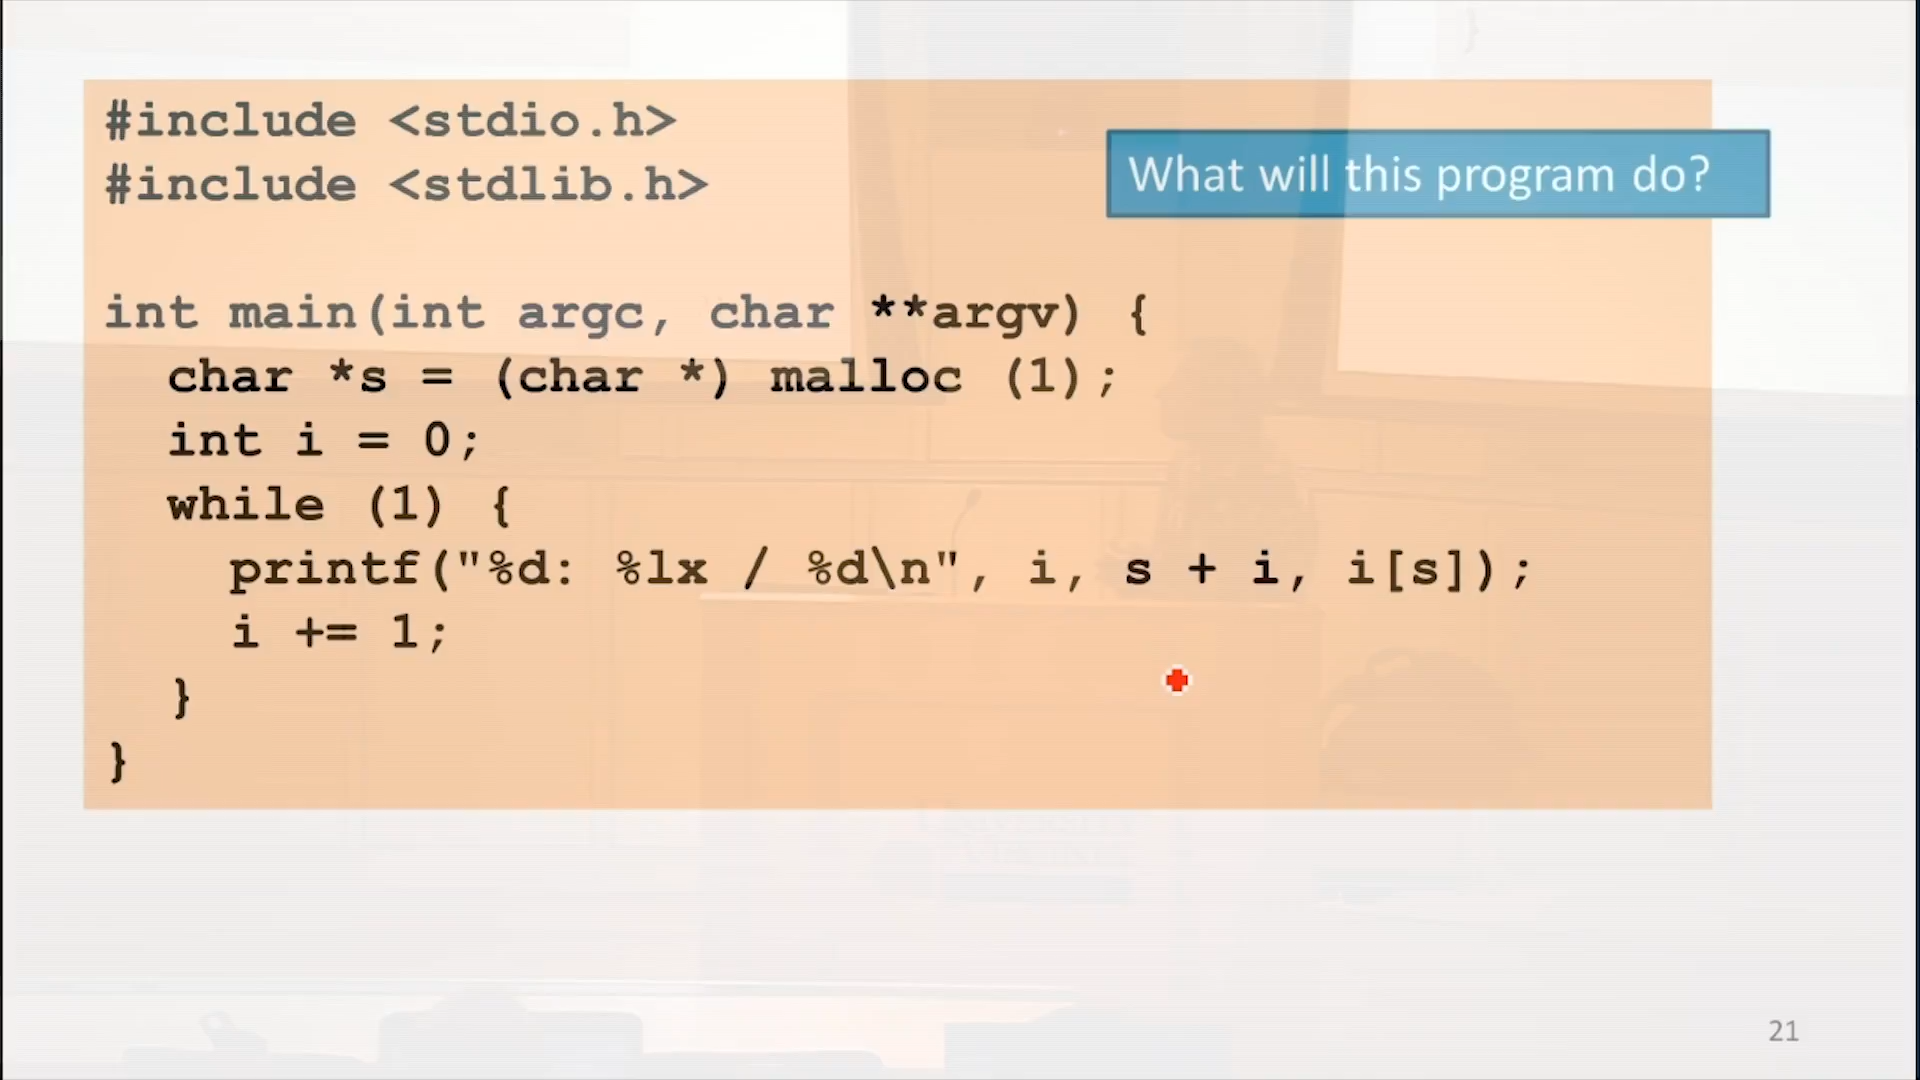 #include <stdio.h>
#include <stdlib.h>
What will this program do?
int main(int argc, char **argv) {
  char *s = (char *) malloc (1);
  int i = 0;
  while (1) {
    printf("%d: %lx / %d\n", i, s + i, i[s]);
    i += 1;
  }
}
21